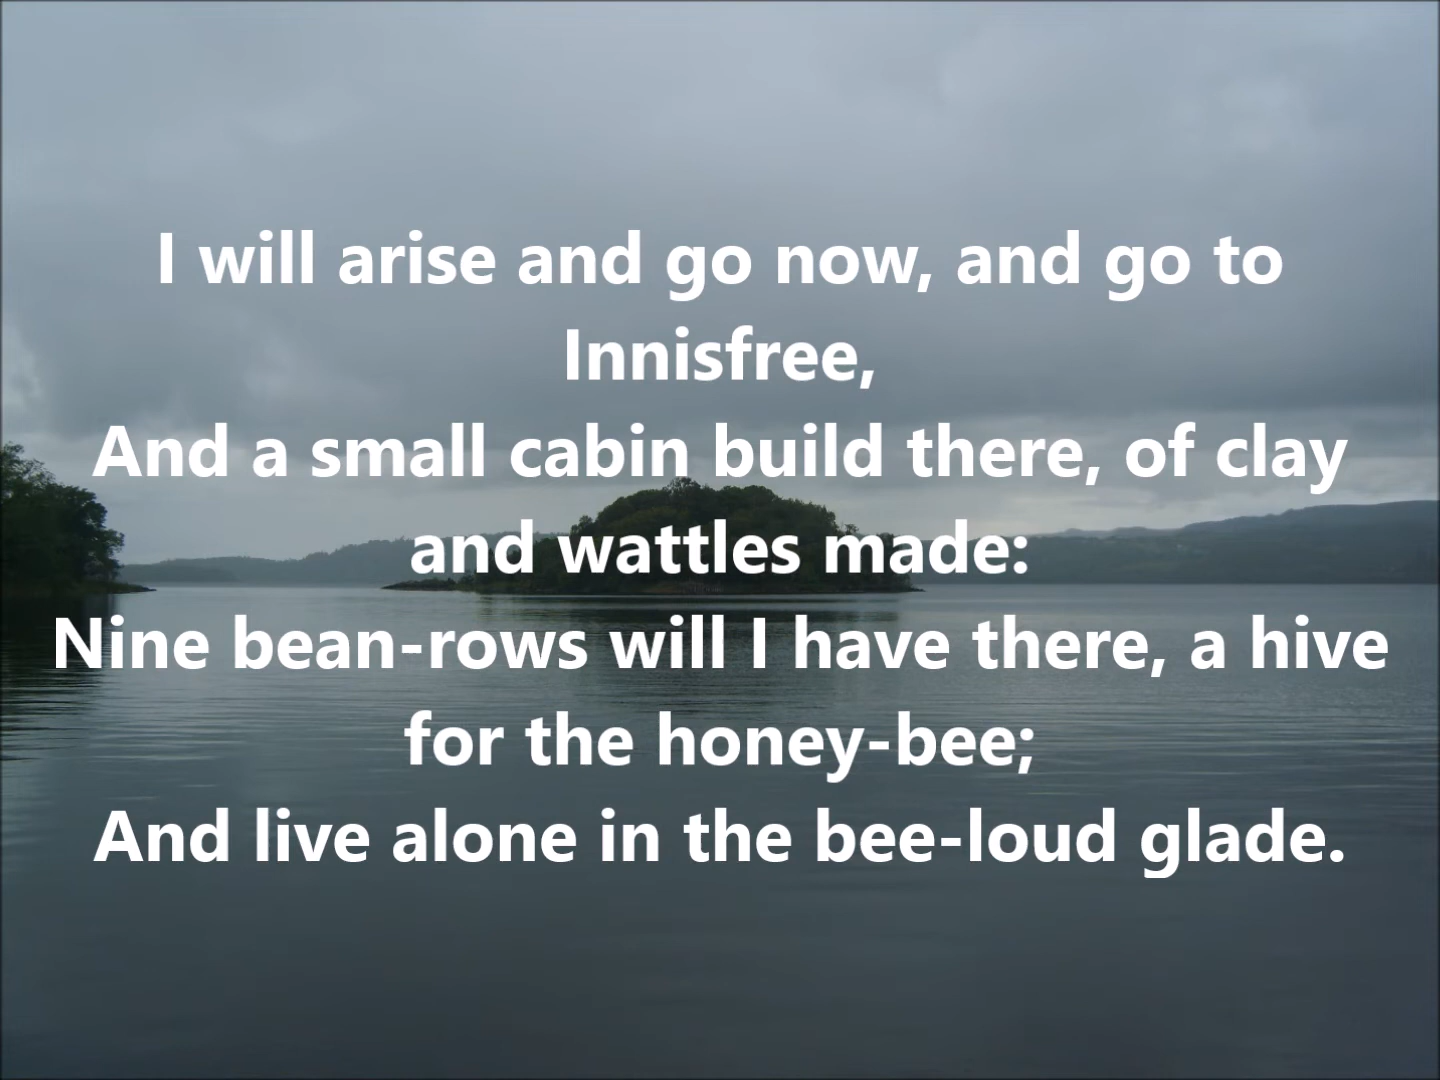 I will arise and go now, and go to
Innisfree,
And a small cabin build there, of clay
and wattles made:
Nine bean-rows will I have there, a hive
for the honey-bee;
And live alone in the bee-loud glade.